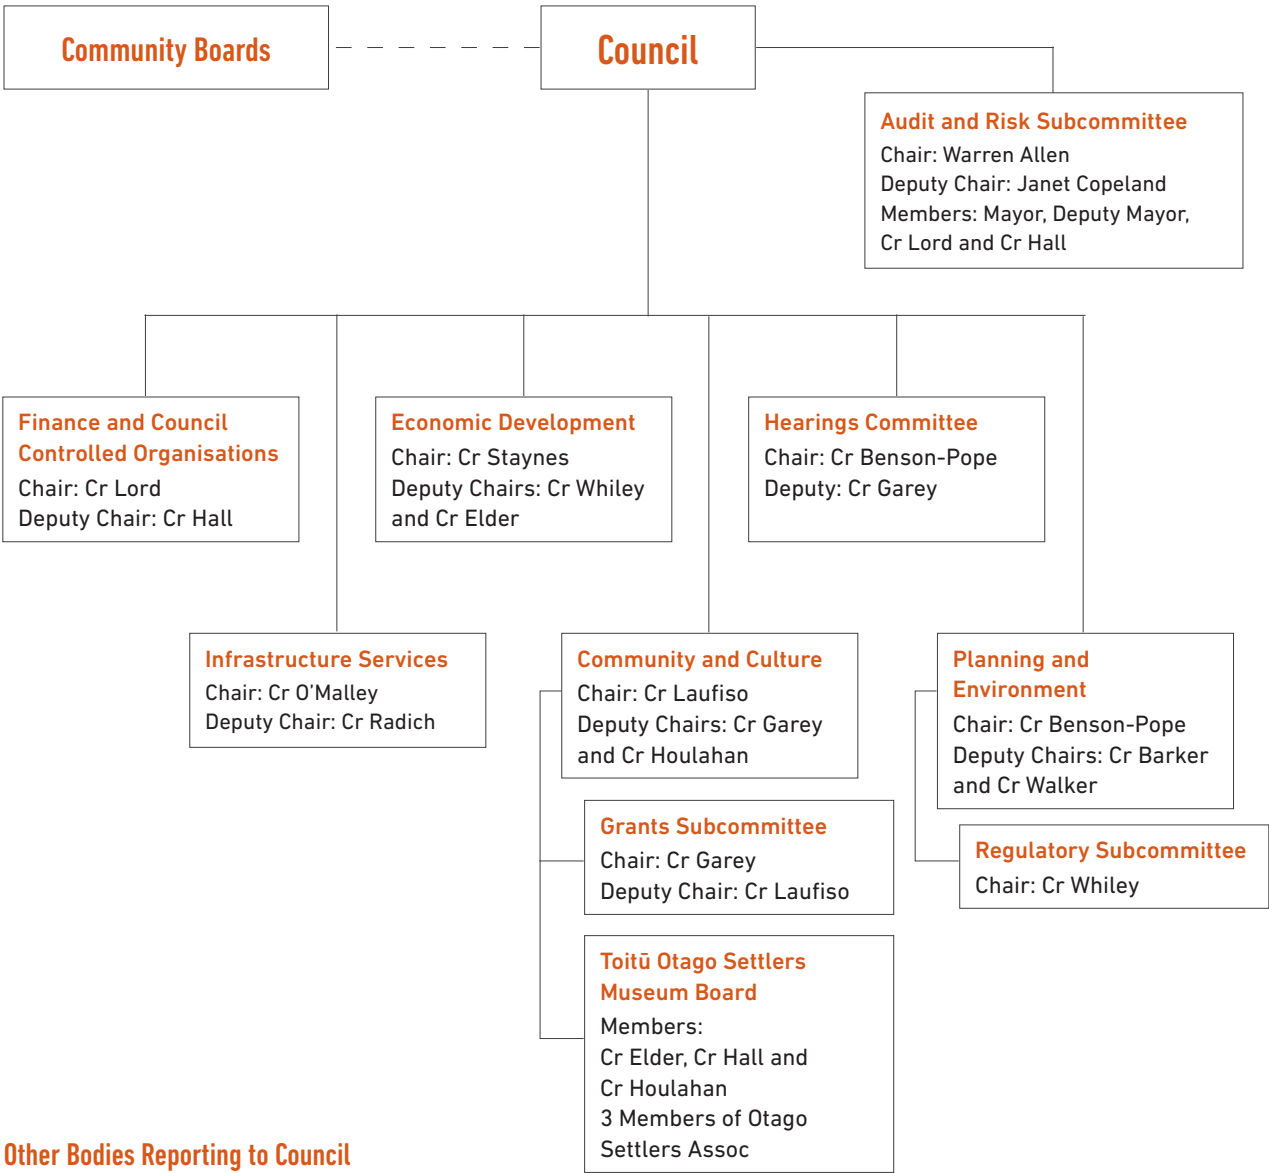 Community Boards
Council
Audit and Risk Subcommittee
Chair: Warren Allen
Deputy Chair: Janet Copeland
Members: Mayor, Deputy Mayor,
Cr Lord and Cr Hall
Finance and Council
Controlled Organisations
Chair: Cr Lord
Deputy Chair: Cr Hall
Economic Development
Chair: Cr Staynes
Deputy Chairs: Cr Whiley
and Cr Elder
Hearings Committee
Chair: Cr Benson-Pope
Deputy: Cr Garey
Infrastructure Services
Chair: Cr O’Malley
Deputy Chair: Cr Radich
Community and Culture
Chair: Cr Laufiso
Deputy Chairs: Cr Garey
and Cr Houlahan
Planning and
Environment
Chair: Cr Benson-Pope
Deputy Chairs: Cr Barker
and Cr Walker
Grants Subcommittee
Chair: Cr Garey
Deputy Chair: Cr Laufiso
Regulatory Subcommittee
Chair: Cr Whiley
Toitū Otago Settlers
Museum Board
Members:
Cr Elder, Cr Hall and
Cr Houlahan
3 Members of Otago
Settlers Assoc
Other Bodies Reporting to Council